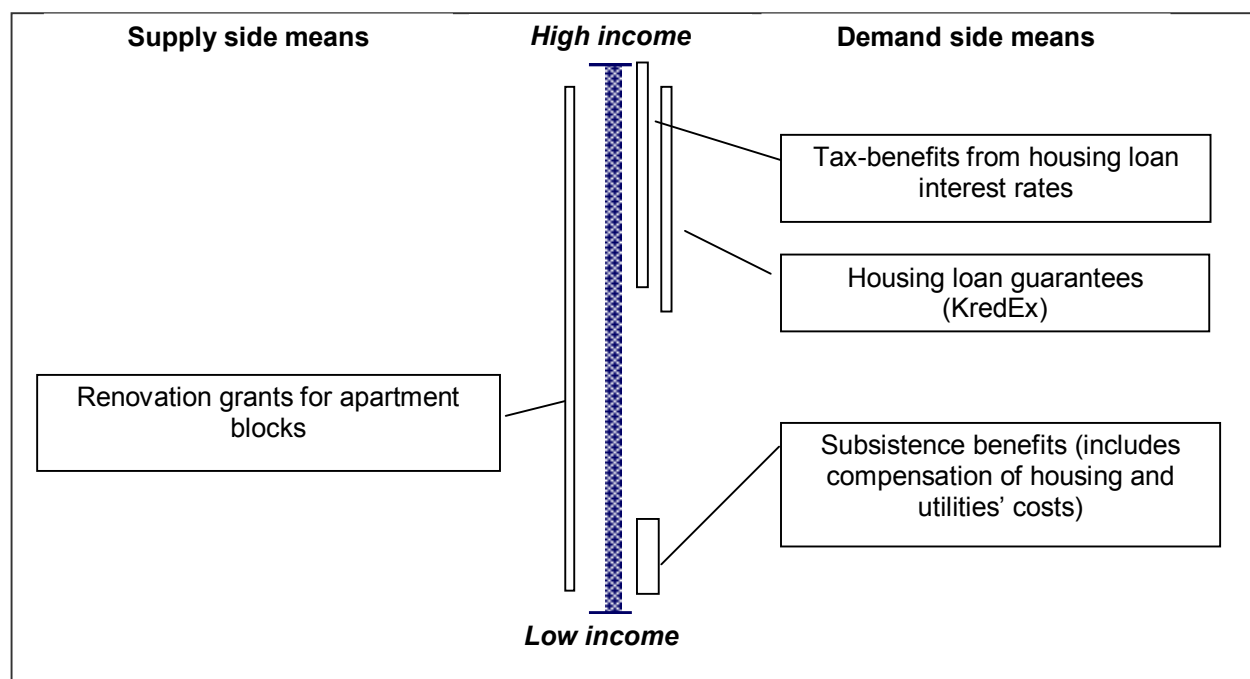 Supply side means
High income
Demand side means
Tax-benefits from housing loan
interest rates
Housing loan guarantees
(KredEx)
Renovation grants for apartment
blocks
Subsistence benefits (includes
compensation of housing and
utilities’ costs)
Low income